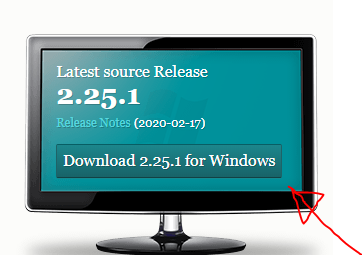 Latest source Release
2.25.1
Release Notes (2020-02-17)
Download 2.25.1 for Windows